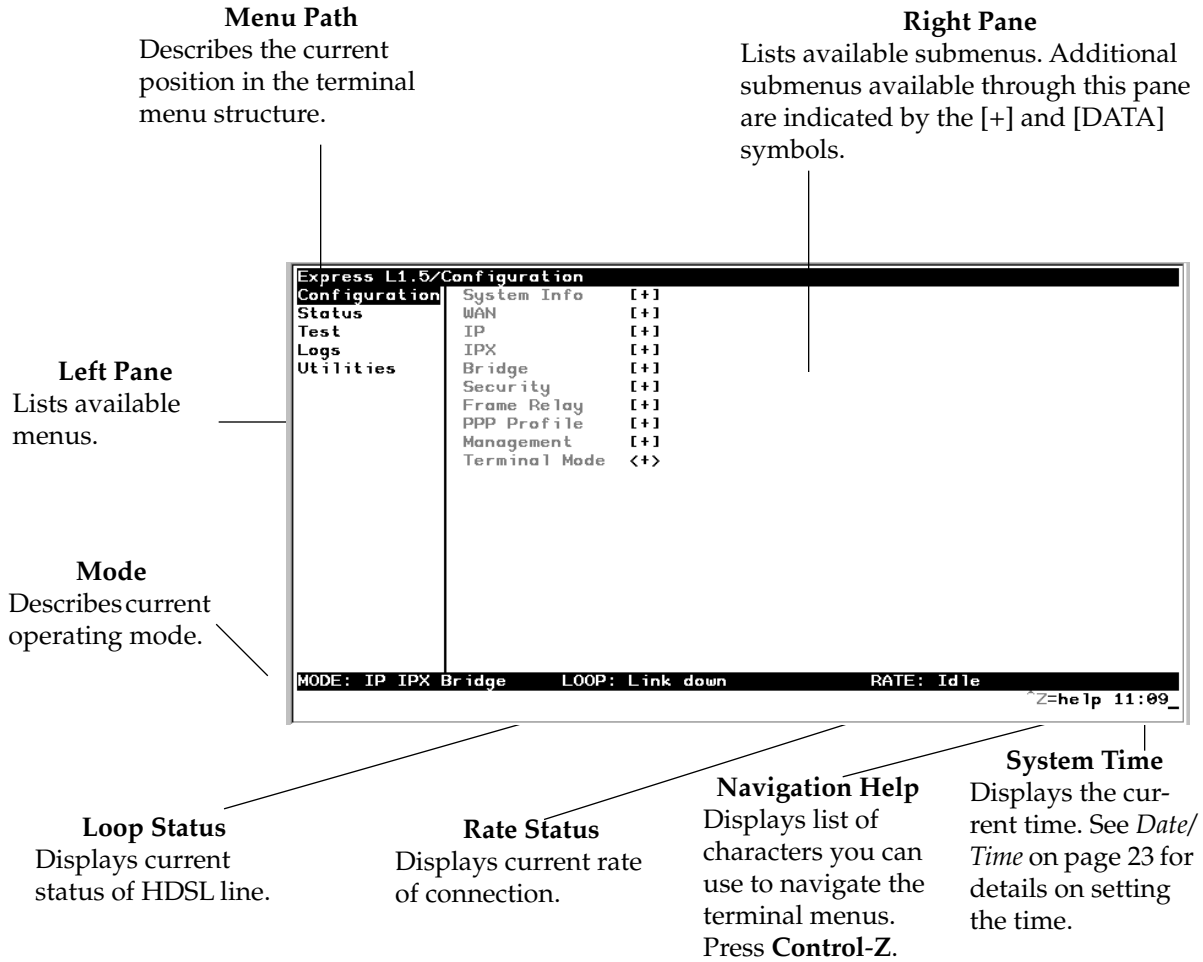 Menu Path
Describes the current
position in the terminal
menu structure.
Right Pane
Lists available submenus. Additional
submenus available through this pane
are indicated by the [+] and [DATA]
symbols.
Express L1.5/Configuration
Configuration System Info [+]
Status WAN [+]
Test IP [+]
Logs IPX [+]
Utilities Bridge [+]
Security [+]
Frame Relay [+]
PPP Profile [+]
Management [+]
Terminal Mode <+>
Left Pane
Lists available
menus.
Mode
Describes current
operating mode.
MODE: IP IPX Bridge LOOP: Link down RATE: Idle
^Z=help 11:09_
Loop Status
Displays current
status of HDSL line.
Rate Status
Displays current rate
of connection.
Navigation Help
Displays list of
characters you can
use to navigate the
terminal menus.
Press Control-Z.
System Time
Displays the cur-
rent time. See Date/
Time on page 23 for
details on setting
the time.